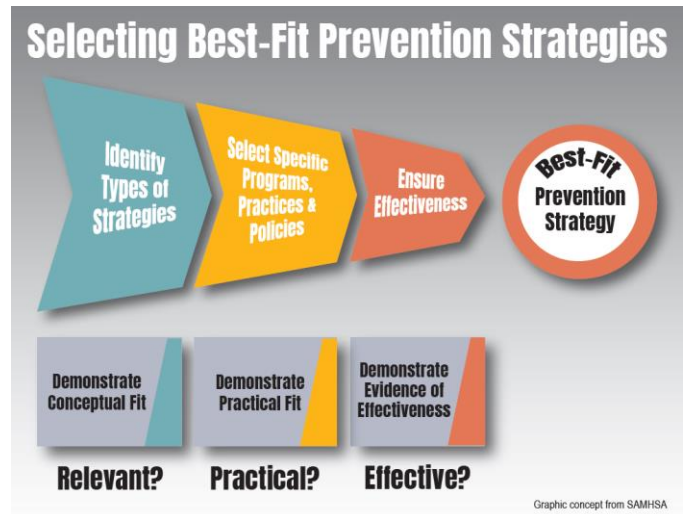 Selecting Best-Fit Prevention Strategies
Identify
Types of
Strategies
Select Specific
Programs,
Practices &
Policies
Ensure
Effectiveness
Best-Fit
Prevention
Strategy
Demonstrate
Conceptual Fit
Demonstrate
Practical Fit
Demonstrate
Evidence of
Effectiveness
Relevant?
Practical?
Effective?
Graphic concept from SAMHSA